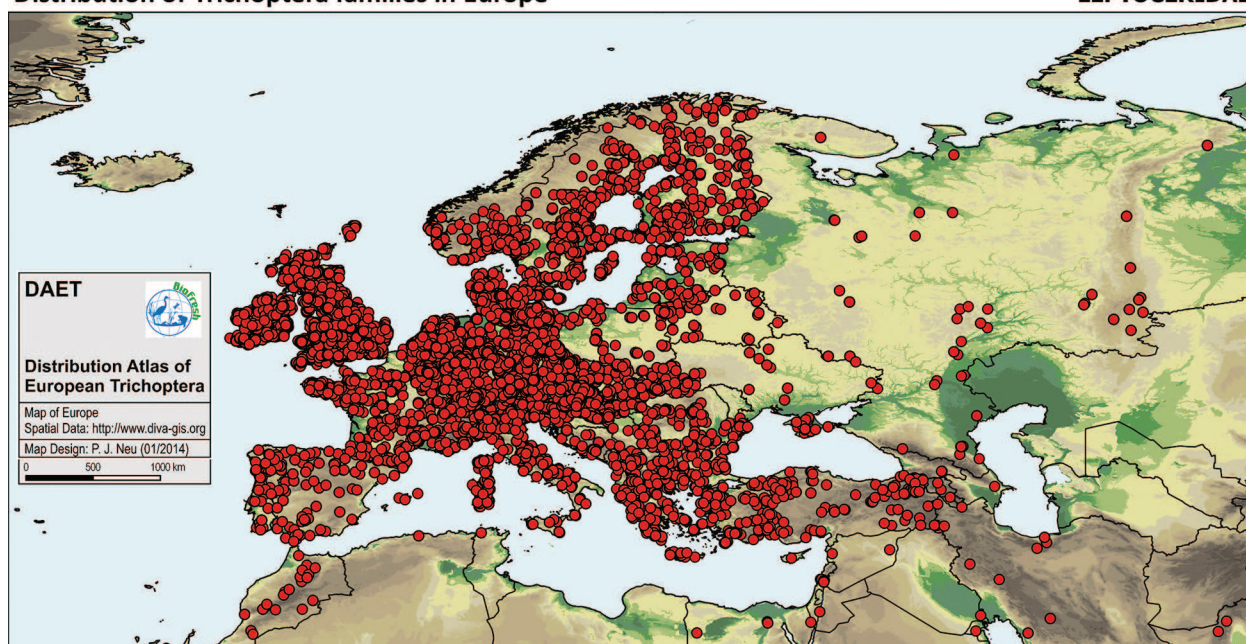 Distribution of Trichoptera families in Europe
DAET
BioFresh
Distribution Atlas of
European Trichoptera
Map of Europe
Spatial Data: http://www.diva-gis.org
Map Design: P. J. Neu (01/2014)
0 500 1000 km